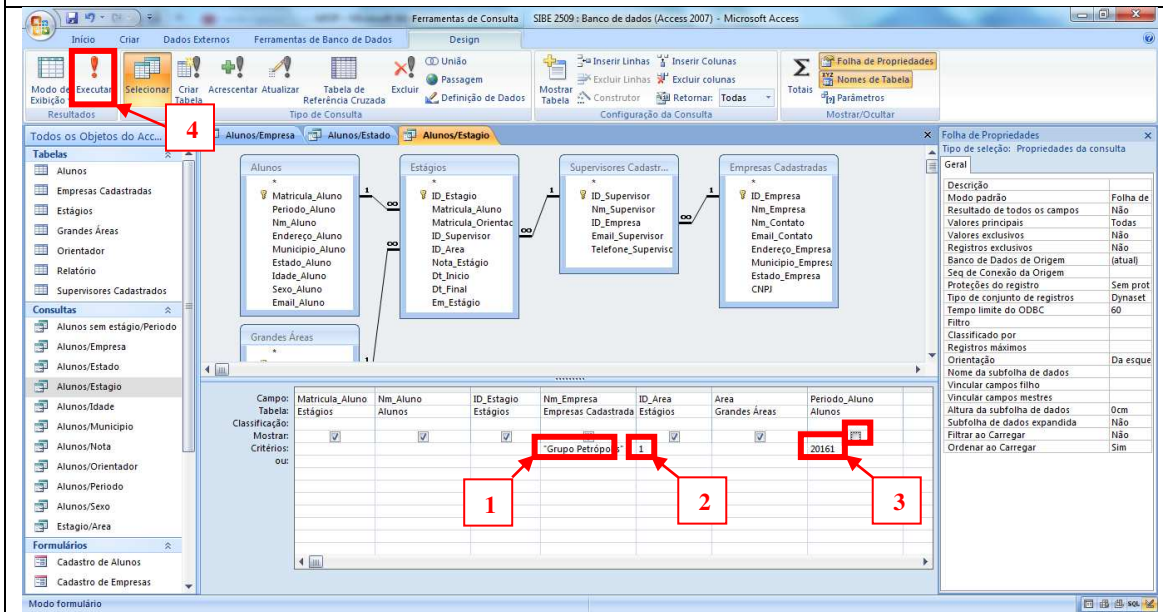 Ferramentas de Consulta
SIBE 2509 : Banco de dados (Access 2007) - Microsoft Access
Início
Criar
Dados Externos
Ferramentas de Banco de Dados
Design
Modo de Exibição
Executar
Resultados
Selecionar
Criar Tabela
Acrescentar
Atualizar
Tabela de Referência Cruzada
Excluir
União
Passagem
Definição de Dados
Tipo de Consulta
Mostrar Tabela
Inserir Linhas
Excluir Linhas
Construtor
Inserir Colunas
Excluir colunas
Retornar: Todas
Configuração da Consulta
Totais
Folha de Propriedades
Nomes de Tabela
Parâmetros
Mostrar/Ocultar
4
Todos os Objetos do Acc...
Tabelas
Alunos
Empresas Cadastradas
Estágios
Grandes Áreas
Orientador
Relatório
Supervisores Cadastrados
Consultas
Alunos sem estágio/Periodo
Alunos/Empresa
Alunos/Estado
Alunos/Estagio
Alunos/Idade
Alunos/Municipio
Alunos/Nota
Alunos/Orientador
Alunos/Periodo
Alunos/Sexo
Estagio/Area
Formulários
Cadastro de Alunos
Cadastro de Empresas
Alunos/Empresa
Alunos/Estado
Alunos/Estagio
Alunos
*
Matricula_Aluno
Periodo_Aluno
Nm_Aluno
Endereço_Aluno
Municipio_Aluno
Estado_Aluno
Idade_Aluno
Sexo_Aluno
Email_Aluno
1
∞
Estágios
*
ID_Estagio
Matricula_Aluno
Matricula_Orientac
ID_Supervisor
ID_Area
Nota_Estágio
Dt_Inicio
Dt_Final
Em_Estágio
∞
∞
1
Supervisores Cadastr...
*
ID_Supervisor
Nm_Supervisor
ID_Empresa
Email_Supervisor
Telefone_Supervisc
∞
1
Empresas Cadastradas
*
ID_Empresa
Nm_Empresa
Nm_Contato
Email_Contato
Endereço_Empresa
Municipio_Empresa
Estado_Empresa
CNPJ
Grandes Áreas
*
1
Campo: Matricula_Aluno Nm_Aluno ID_Estagio Nm_Empresa ID_Area Area Periodo_Aluno
Tabela: Estágios Alunos Estágios Empresas Cadastrada Estágios Grandes Áreas Alunos
Classificação:
Mostrar:
Critérios: "Grupo Petrópolis" 1 20161
ou:
1
2
3
Folha de Propriedades
Tipo de seleção: Propriedades da consulta
Geral
Descrição
Modo padrão Folha de
Resultado de todos os campos Não
Valores principais Todas
Valores exclusivos Não
Registros exclusivos Não
Banco de Dados de Origem (atual)
Seq de Conexão da Origem
Proteções do registro Sem prot
Tipo de conjunto de registros Dynaset
Tempo limite do ODBC 60
Filtro
Classificado por
Registros máximos
Orientação Da esque
Nome da subfolha de dados
Vincular campos filho
Vincular campos mestres
Altura da subfolha de dados 0cm
Subfolha de dados expandida Não
Filtrar ao Carregar Não
Ordenar ao Carregar Sim
Modo formulário
SQL